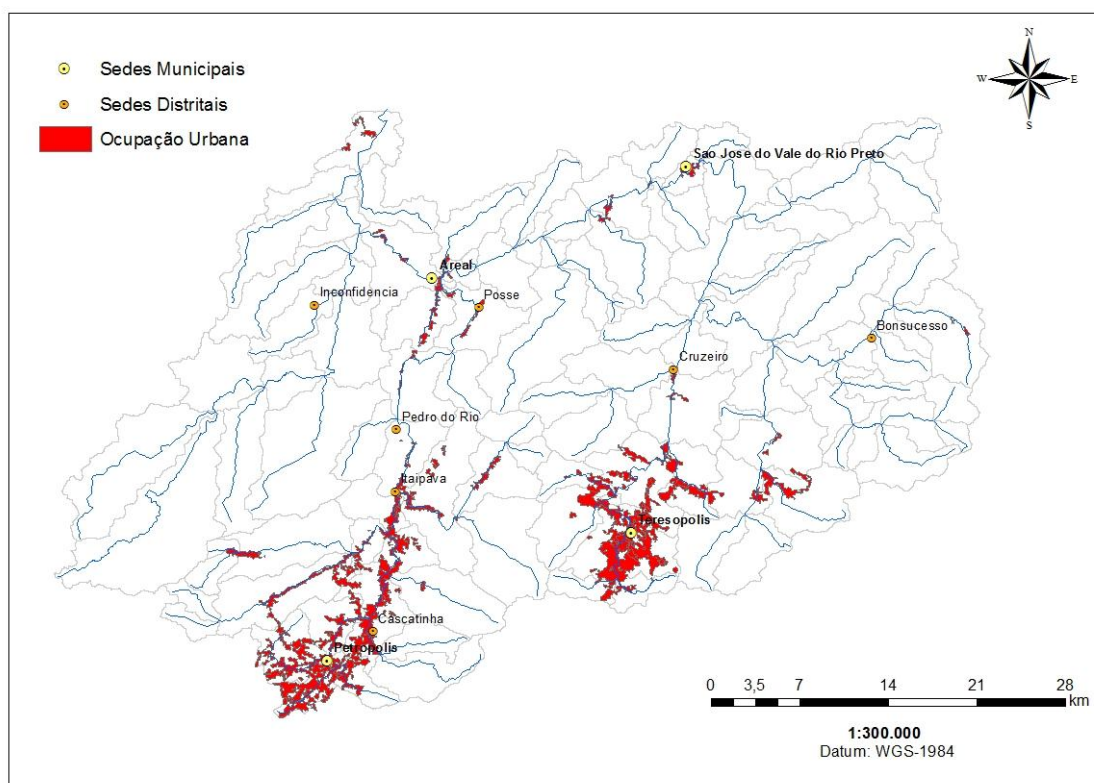 Sedes Municipais
Sedes Distritais
Ocupação Urbana
N
W
E
S
Sao Jose do Vale do Rio Preto
Areal
Inconfidencia
Posse
Bonsucesso
Cruzeiro
Pedro do Rio
Itaipava
Teresopolis
Cascatinha
Petropolis
0 3,5 7 14 21 28
km
1:300.000
Datum: WGS-1984